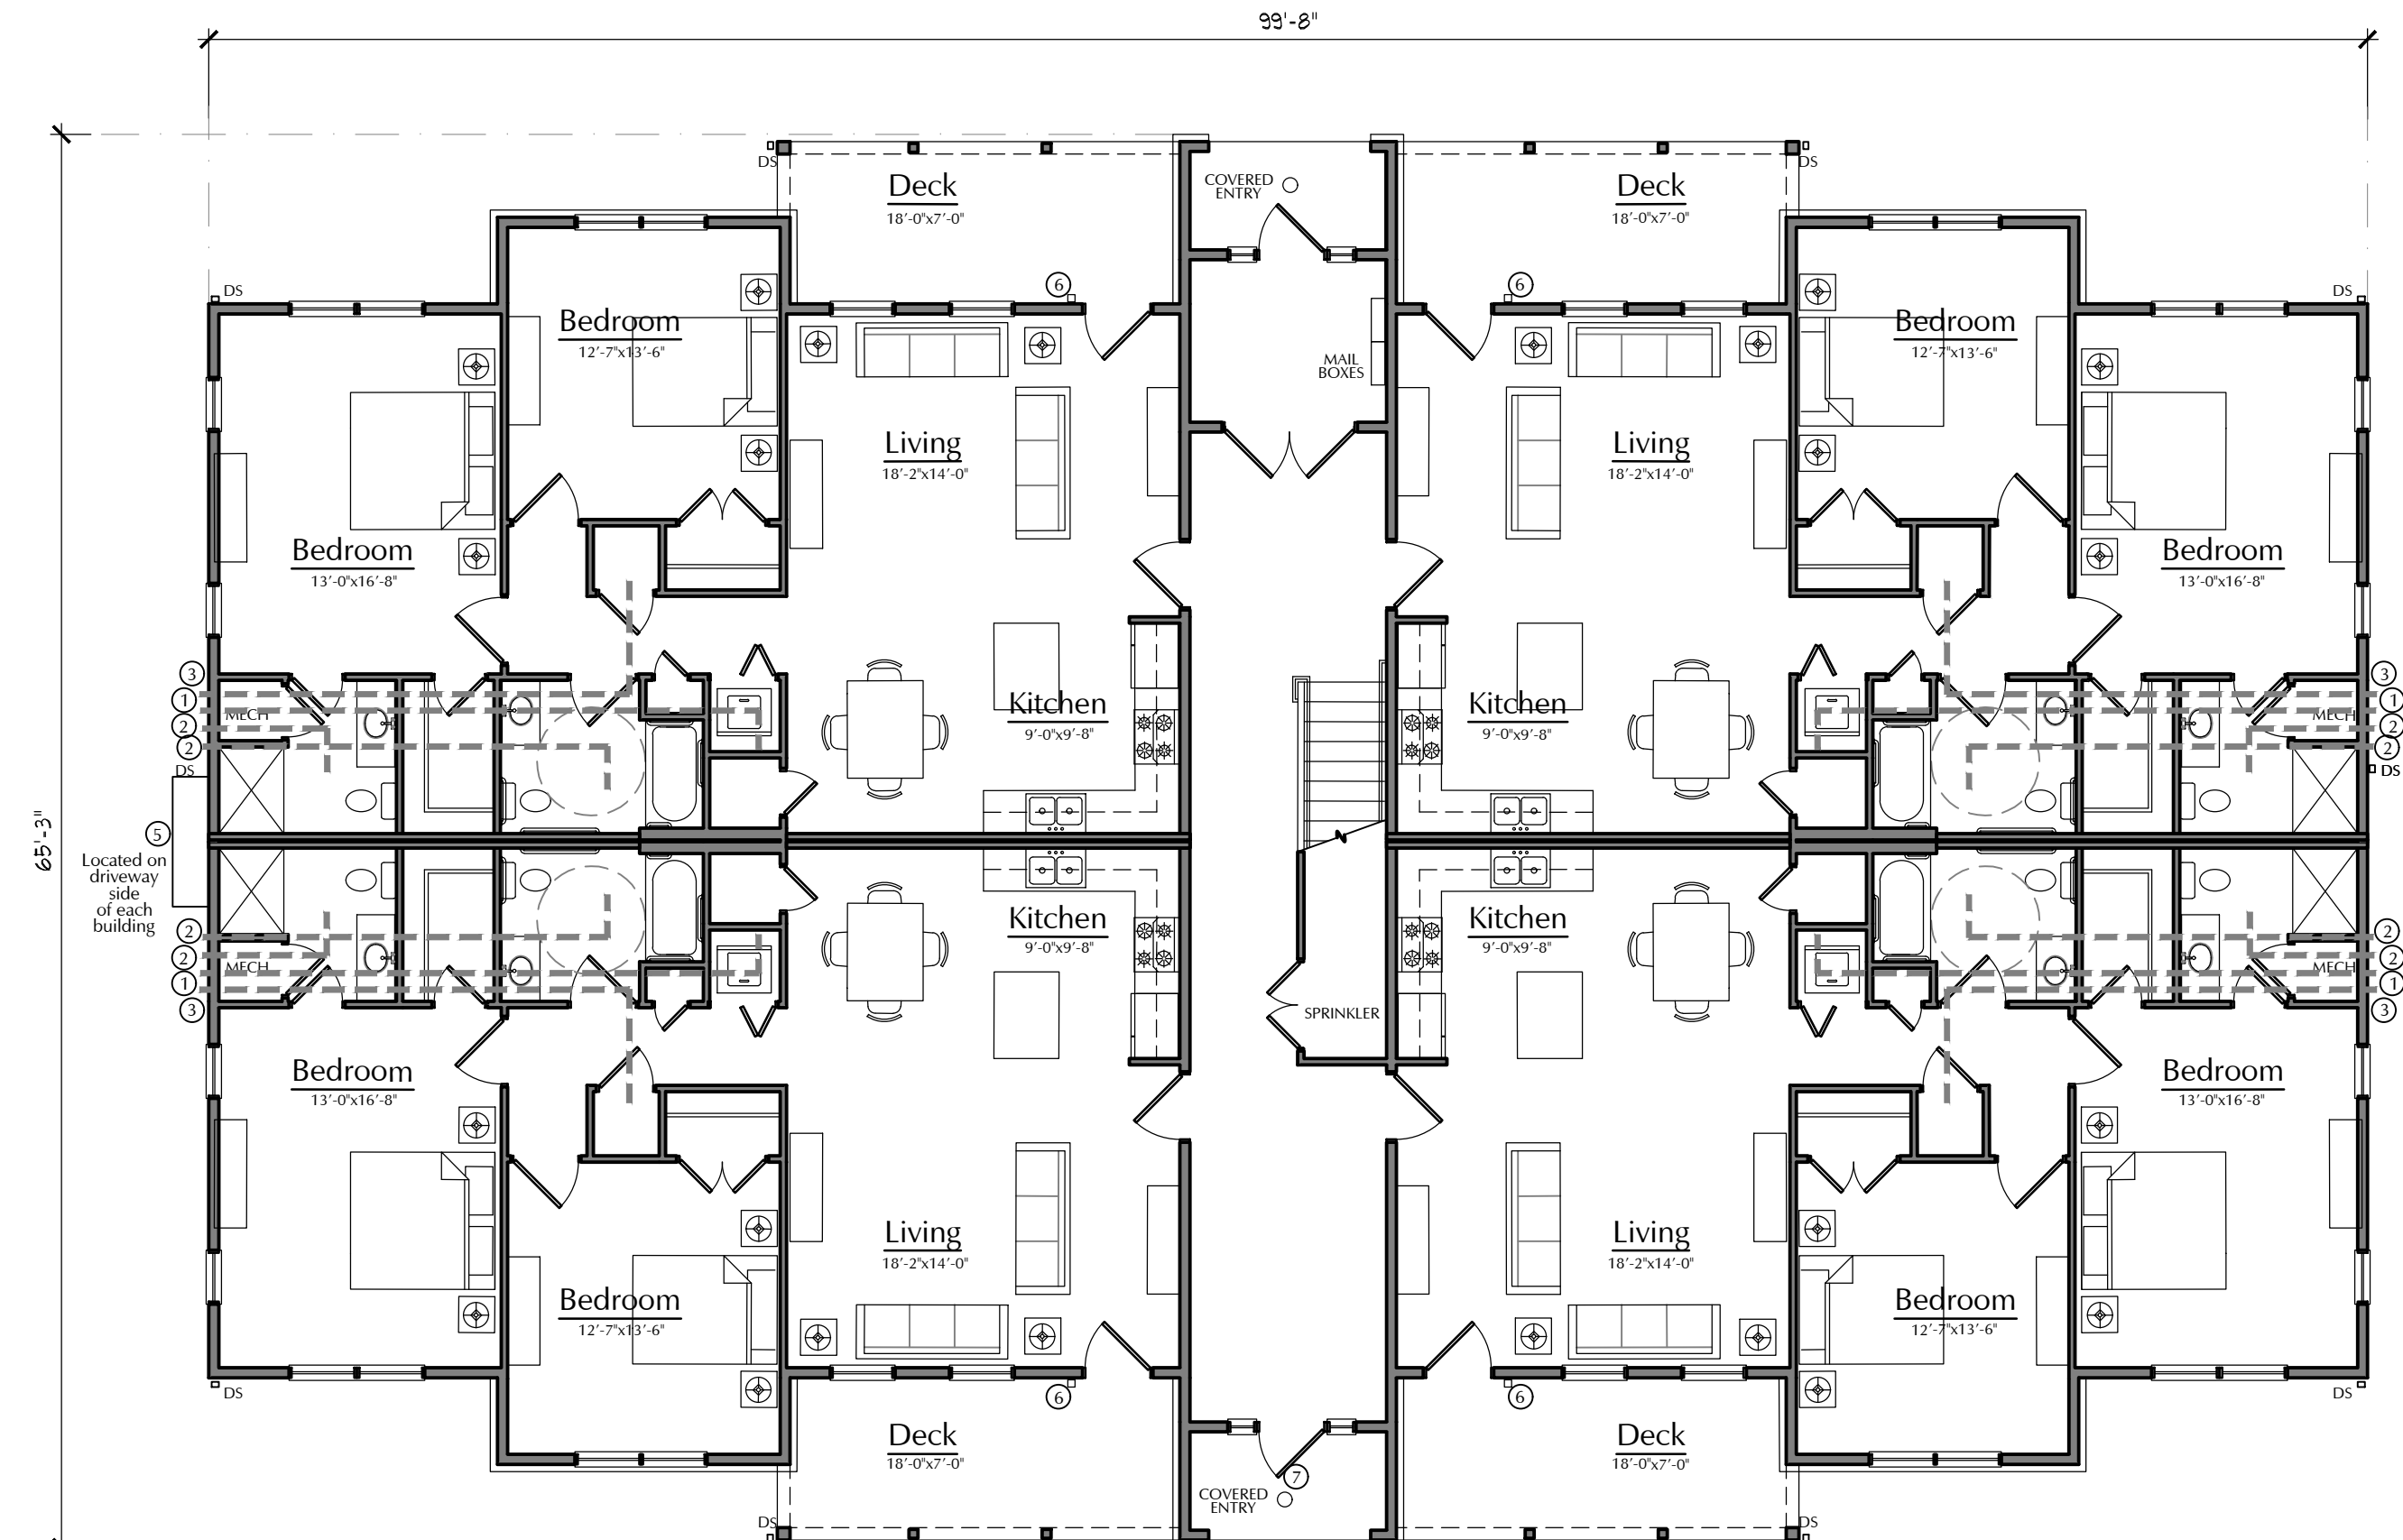 99'-8"
65'-3"
DS
DS
Deck
18'-0"x7'-0"
COVERED
ENTRY
Deck
18'-0"x7'-0"
DS
DS
6
6
Bedroom
12'-7"x13'-6"
Bedroom
12'-7"x13'-6"
MAIL
BOXES
Living
18'-2"x14'-0"
Living
18'-2"x14'-0"
Bedroom
13'-0"x16'-8"
Bedroom
13'-0"x16'-8"
3
1
2
2
MECH
DS
Kitchen
9'-0"x9'-8"
Kitchen
9'-0"x9'-8"
MECH
3
1
2
2
DS
5
Located on
driveway
side
of each
building
2
2
1
3
MECH
Kitchen
9'-0"x9'-8"
Kitchen
9'-0"x9'-8"
MECH
2
2
1
3
SPRINKLER
Bedroom
13'-0"x16'-8"
Bedroom
13'-0"x16'-8"
Living
18'-2"x14'-0"
Living
18'-2"x14'-0"
Bedroom
12'-7"x13'-6"
Bedroom
12'-7"x13'-6"
DS
6
6
DS
Deck
18'-0"x7'-0"
7
COVERED
ENTRY
Deck
18'-0"x7'-0"
DS
DS